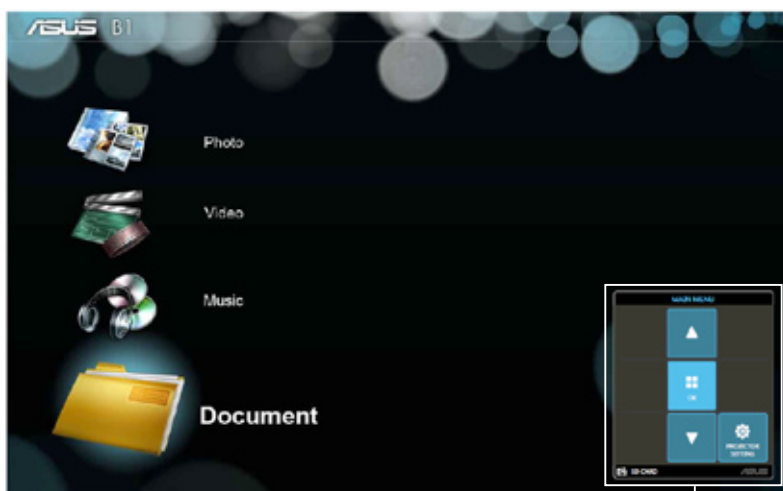 ASUS B1
Photo
Video
Music
Document
MAIN MENU
OK
PROJECTOR
SETTING
SD CARD
ASUS